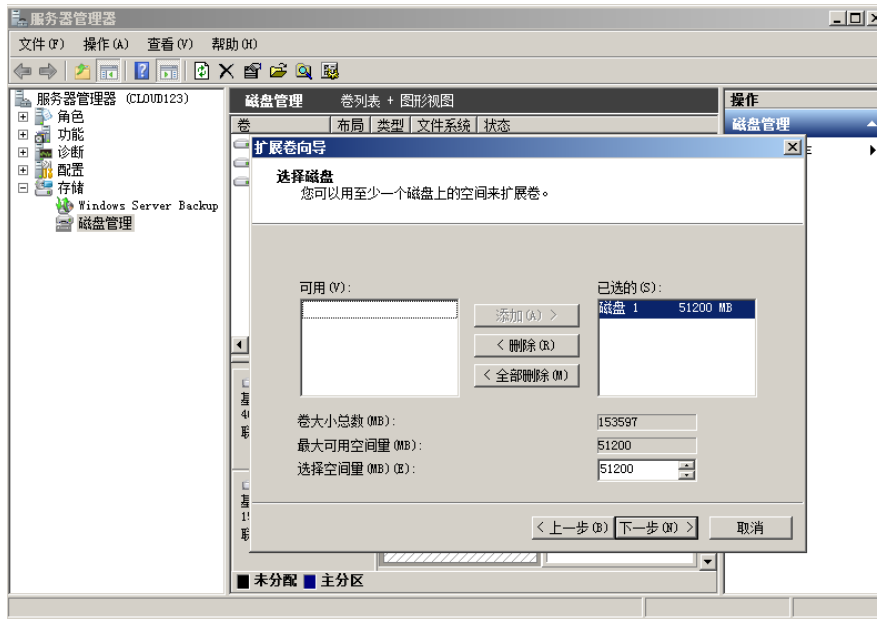 服务器管理器
文件(F) 操作(A) 查看(V) 帮助(H)
服务器管理器 (CLOUD123)
角色
功能
诊断
配置
存储
Windows Server Backup
磁盘管理
磁盘管理 卷列表 + 图形视图
卷 布局 类型 文件系统 状态
操作
磁盘管理
扩展卷向导
选择磁盘
您可以用至少一个磁盘上的空间来扩展卷。
可用(V):
已选的(S):
添加(A) >
< 删除(R)
< 全部删除(M)
磁盘 1 51200 MB
卷大小总数(MB): 153597
最大可用空间量(MB): 51200
选择空间量(MB)(E): 51200
< 上一步(B) 下一步(N) > 取消
未分配 主分区